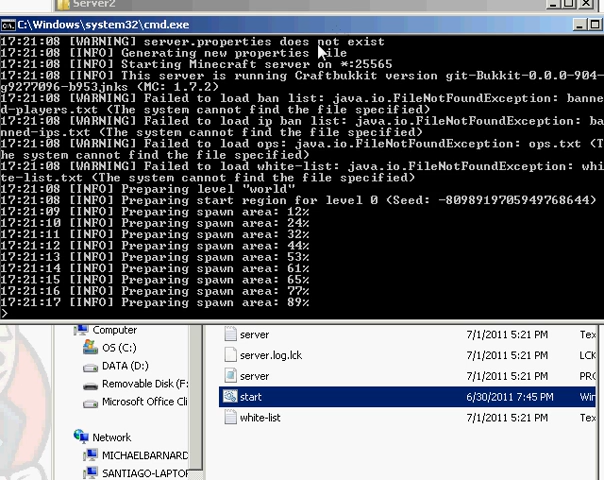 Server2
C:\Windows\system32\cmd.exe
17:21:08 [WARNING] server.properties does not exist
17:21:08 [INFO] Generating new properties file
17:21:08 [INFO] Starting Minecraft server on *:25565
17:21:08 [INFO] This server is running Craftbukkit version git-Bukkit-0.0.0-904-
g9277096-b953jnks (MC: 1.7.2)
17:21:08 [WARNING] Failed to load ban list: java.io.FileNotFoundException: banne
d-players.txt (The system cannot find the file specified)
17:21:08 [WARNING] Failed to load ip ban list: java.io.FileNotFoundException: ba
nned-ips.txt (The system cannot find the file specified)
17:21:08 [WARNING] Failed to load ops: java.io.FileNotFoundException: ops.txt (T
he system cannot find the file specified)
17:21:08 [WARNING] Failed to load white-list: java.io.FileNotFoundException: whi
te-list.txt (The system cannot find the file specified)
17:21:08 [INFO] Preparing level "world"
17:21:08 [INFO] Preparing start region for level 0 (Seed: -8098919705949768644)
17:21:09 [INFO] Preparing spawn area: 12%
17:21:10 [INFO] Preparing spawn area: 24%
17:21:11 [INFO] Preparing spawn area: 32%
17:21:12 [INFO] Preparing spawn area: 44%
17:21:13 [INFO] Preparing spawn area: 53%
17:21:14 [INFO] Preparing spawn area: 61%
17:21:15 [INFO] Preparing spawn area: 65%
17:21:16 [INFO] Preparing spawn area: 77%
17:21:17 [INFO] Preparing spawn area: 89%
>
Computer
OS (C:)
DATA (D:)
Removable Disk (F:
Microsoft Office Cli
Network
MICHAELBARNARD
SANTIAGO-LAPTOP
server 7/1/2011 5:21 PM Tex
server.log.lck 7/1/2011 5:21 PM LCK
server 7/1/2011 5:21 PM PRO
start 6/30/2011 7:45 PM Win
white-list 7/1/2011 5:21 PM Tex